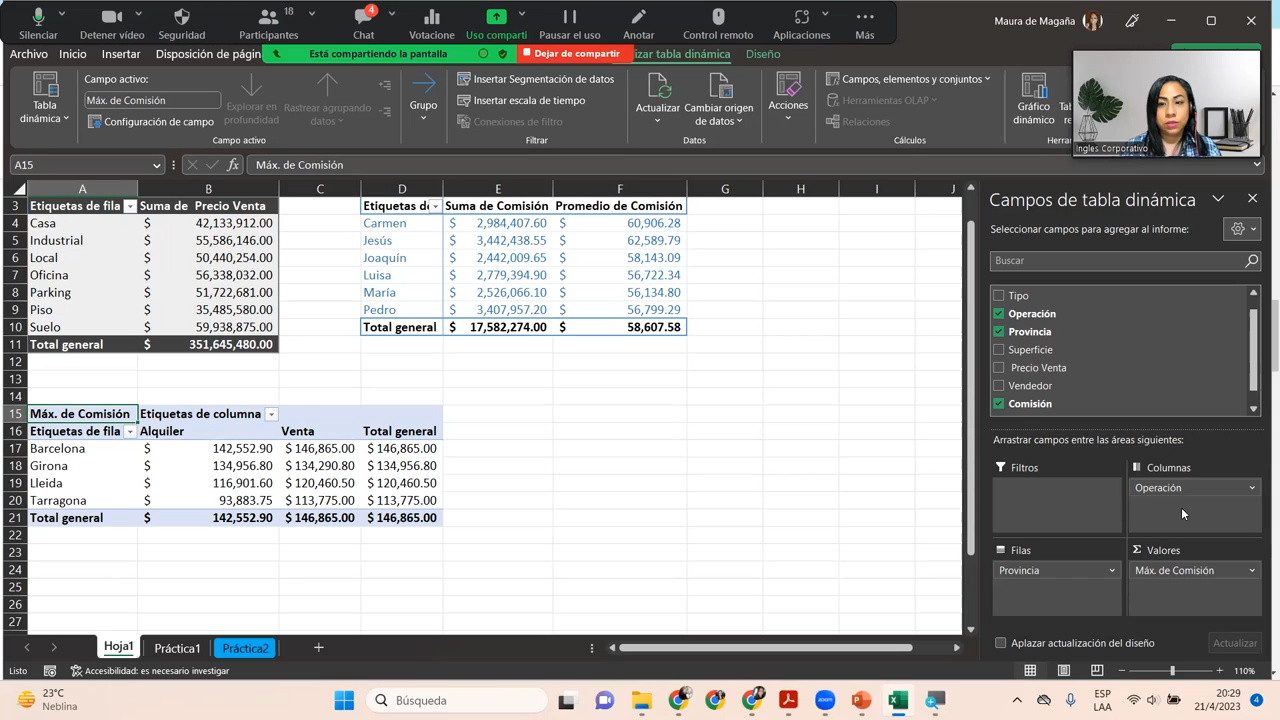 Silenciar
Detener video
Seguridad
18
Participantes
4
Chat
Votacione
Uso comparti
Pausar el uso
Anotar
Control remoto
Aplicaciones
Más
Maura de Magaña
Archivo Inicio Insertar Disposición de págin
Está compartiendo la pantalla
Dejar de compartir
lizar tabla dinámica
Diseño
Tabla dinámica
Campo activo:
Máx. de Comisión
Configuración de campo
Explorar en profundidad
Rastrear agrupando datos
Campo activo
Grupo
Insertar Segmentación de datos
Insertar escala de tiempo
Conexiones de filtro
Filtrar
Actualizar
Cambiar origen de datos
Datos
Acciones
Campos, elementos y conjuntos
Herramientas OLAP
Relaciones
Cálculos
Gráfico dinámico
Ingles Corporativo
A15
fx
Máx. de Comisión
A B C D E F G H I J
3 Etiquetas de fila Suma de Precio Venta Etiquetas de Suma de Comisión Promedio de Comisión
4 Casa $ 42,133,912.00 Carmen $ 2,984,407.60 $ 60,906.28
5 Industrial $ 55,586,146.00 Jesús $ 3,442,438.55 $ 62,589.79
6 Local $ 50,440,254.00 Joaquín $ 2,442,009.65 $ 58,143.09
7 Oficina $ 56,338,032.00 Luisa $ 2,779,394.90 $ 56,722.34
8 Parking $ 51,722,681.00 María $ 2,526,066.10 $ 56,134.80
9 Piso $ 35,485,580.00 Pedro $ 3,407,957.20 $ 56,799.29
10 Suelo $ 59,938,875.00 Total general $ 17,582,274.00 $ 58,607.58
11 Total general $ 351,645,480.00
12
13
14
15 Máx. de Comisión Etiquetas de columna
16 Etiquetas de fila Alquiler Venta Total general
17 Barcelona $ 142,552.90 $ 146,865.00 $ 146,865.00
18 Girona $ 134,956.80 $ 134,290.80 $ 134,956.80
19 Lleida $ 116,901.60 $ 120,460.50 $ 120,460.50
20 Tarragona $ 93,883.75 $ 113,775.00 $ 113,775.00
21 Total general $ 142,552.90 $ 146,865.00 $ 146,865.00
22
23
24
25
26
27
Campos de tabla dinámica
Seleccionar campos para agregar al informe:
Buscar
Tipo
Operación
Provincia
Superficie
Precio Venta
Vendedor
Comisión
Arrastrar campos entre las áreas siguientes:
Filtros
Columnas
Operación
Filas
Provincia
Σ Valores
Máx. de Comisión
Aplazar actualización del diseño
Actualizar
Hoja1 Práctica1 Práctica2
Listo
Accesibilidad: es necesario investigar
110%
23°C
Neblina
Búsqueda
ESP
LAA
20:29
21/4/2023
4